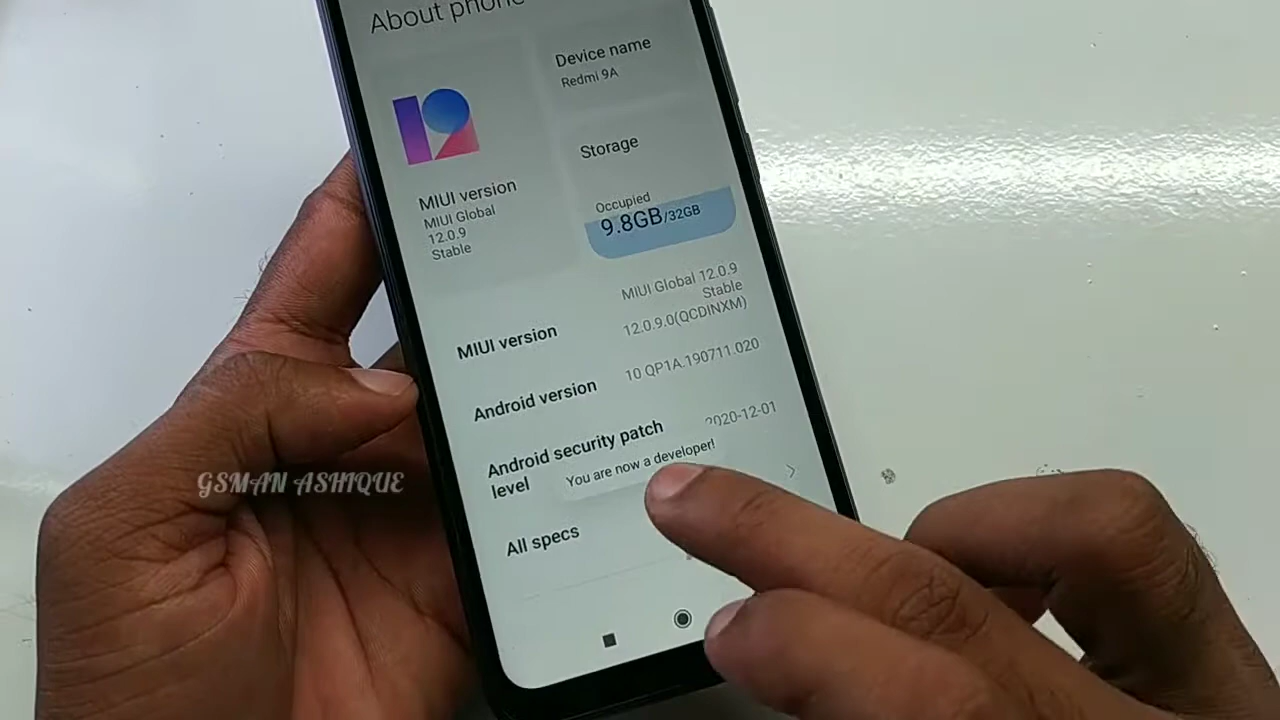 About phone
Device name
Redmi 9A
Storage
MIUI version
MIUI Global
12.0.9
Stable
Occupied
9.8GB/32GB
MIUI version
MIUI Global 12.0.9
Stable
12.0.9.0(QCDINXM)
Android version
10 QP1A.190711.020
Android security patch
level
2020-12-01
You are now a developer!
All specs
GSMAN ASHIQUE